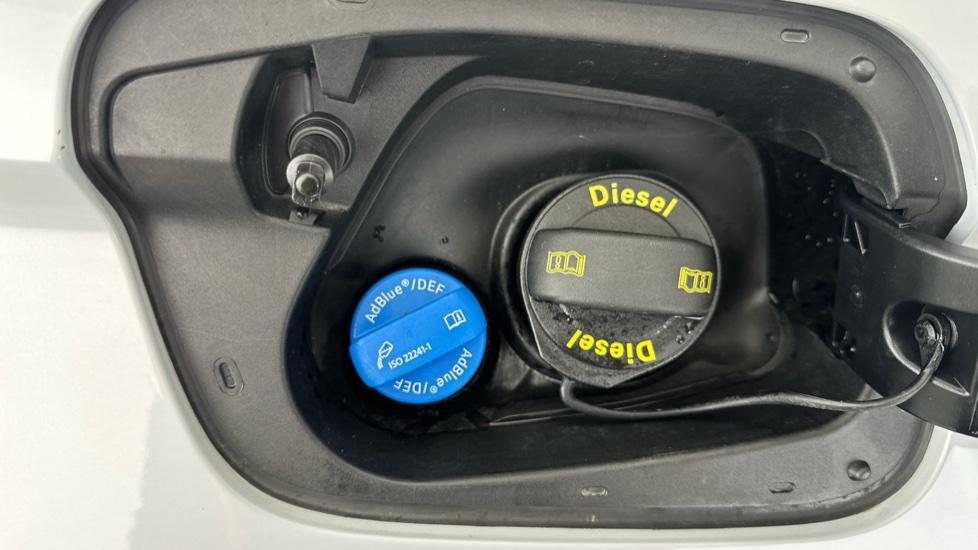 Diesel
Diesel
AdBlue®/DEF
ISO 22241-1
AdBlue®/DEF